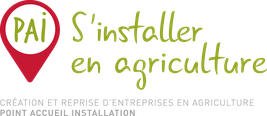 PAI
S'installer
en agriculture
CRÉATION ET REPRISE D'ENTREPRISES EN AGRICULTURE
POINT ACCUEIL INSTALLATION